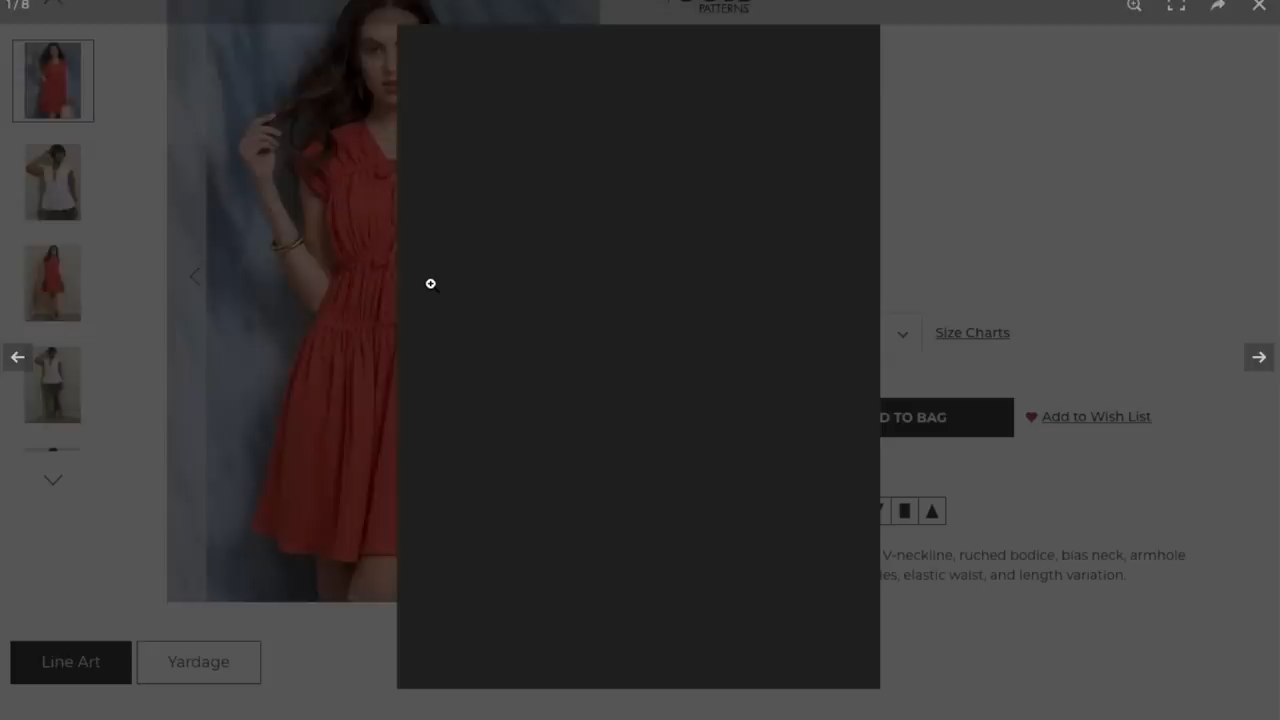 1/8
PATTERNS
Size Charts
D TO BAG
Add to Wish List
V-neckline, ruched bodice, bias neck, armhole
les, elastic waist, and length variation.
Line Art
Yardage